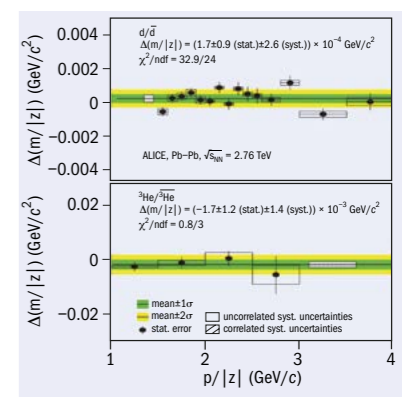 d/d̅
Δ(m/|z|) = (1.7±0.9 (stat.)±2.6 (syst.)) × 10⁻⁴ GeV/c²
χ²/ndf = 32.9/24
0.004
0.002
0
−0.002
−0.004
Δ(m/|z|) (GeV/c²)
ALICE, Pb–Pb, √sNN = 2.76 TeV
³He/³H̅e̅
Δ(m/|z|) = (−1.7±1.2 (stat.)±1.4 (syst.)) × 10⁻³ GeV/c²
χ²/ndf = 0.8/3
0.02
0
−0.02
Δ(m/|z|) (GeV/c²)
mean±1σ
mean±2σ
stat. error
uncorrelated syst. uncertainties
correlated syst. uncertainties
1 2 3 4
p/|z| (GeV/c)